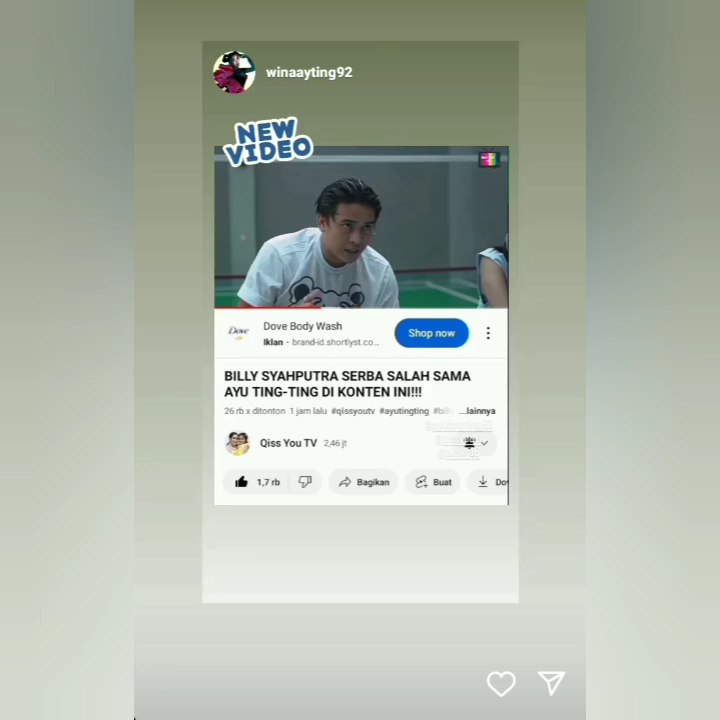 winaayting92
NEW
VIDEO
Dove
Dove Body Wash
Iklan · brand-id.shortlyst.co...
Shop now
BILLY SYAHPUTRA SERBA SALAH SAMA
AYU TING-TING DI KONTEN INI!!!
26 rb x ditonton 1 jam lalu #qissyoutv #ayutingting ...lainnya
Qiss You TV 2,46 jt
1,7 rb
Bagikan
Buat